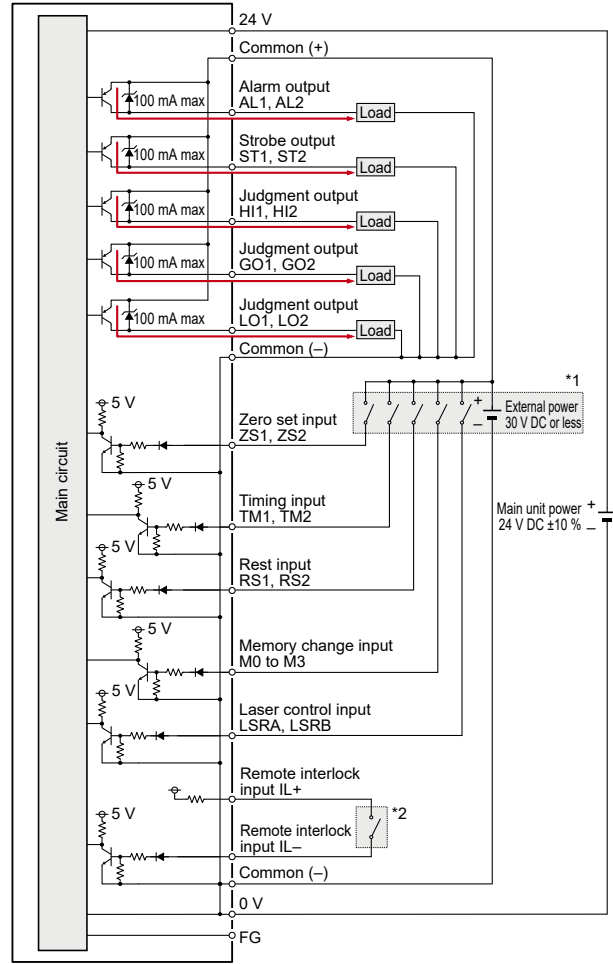 24 V
Common (+)
Alarm output
AL1, AL2
100 mA max
Load
Strobe output
ST1, ST2
100 mA max
Load
Judgment output
HI1, HI2
100 mA max
Load
Judgment output
GO1, GO2
100 mA max
Load
Judgment output
LO1, LO2
100 mA max
Load
Common (–)
*1
+
External power
–
30 V DC or less
5 V
Zero set input
ZS1, ZS2
Main circuit
5 V
Timing input
TM1, TM2
Main unit power +
24 V DC ±10 % –
5 V
Rest input
RS1, RS2
5 V
Memory change input
M0 to M3
5 V
Laser control input
LSRA, LSRB
Remote interlock
input IL+
*2
5 V
Remote interlock
input IL–
Common (–)
0 V
FG